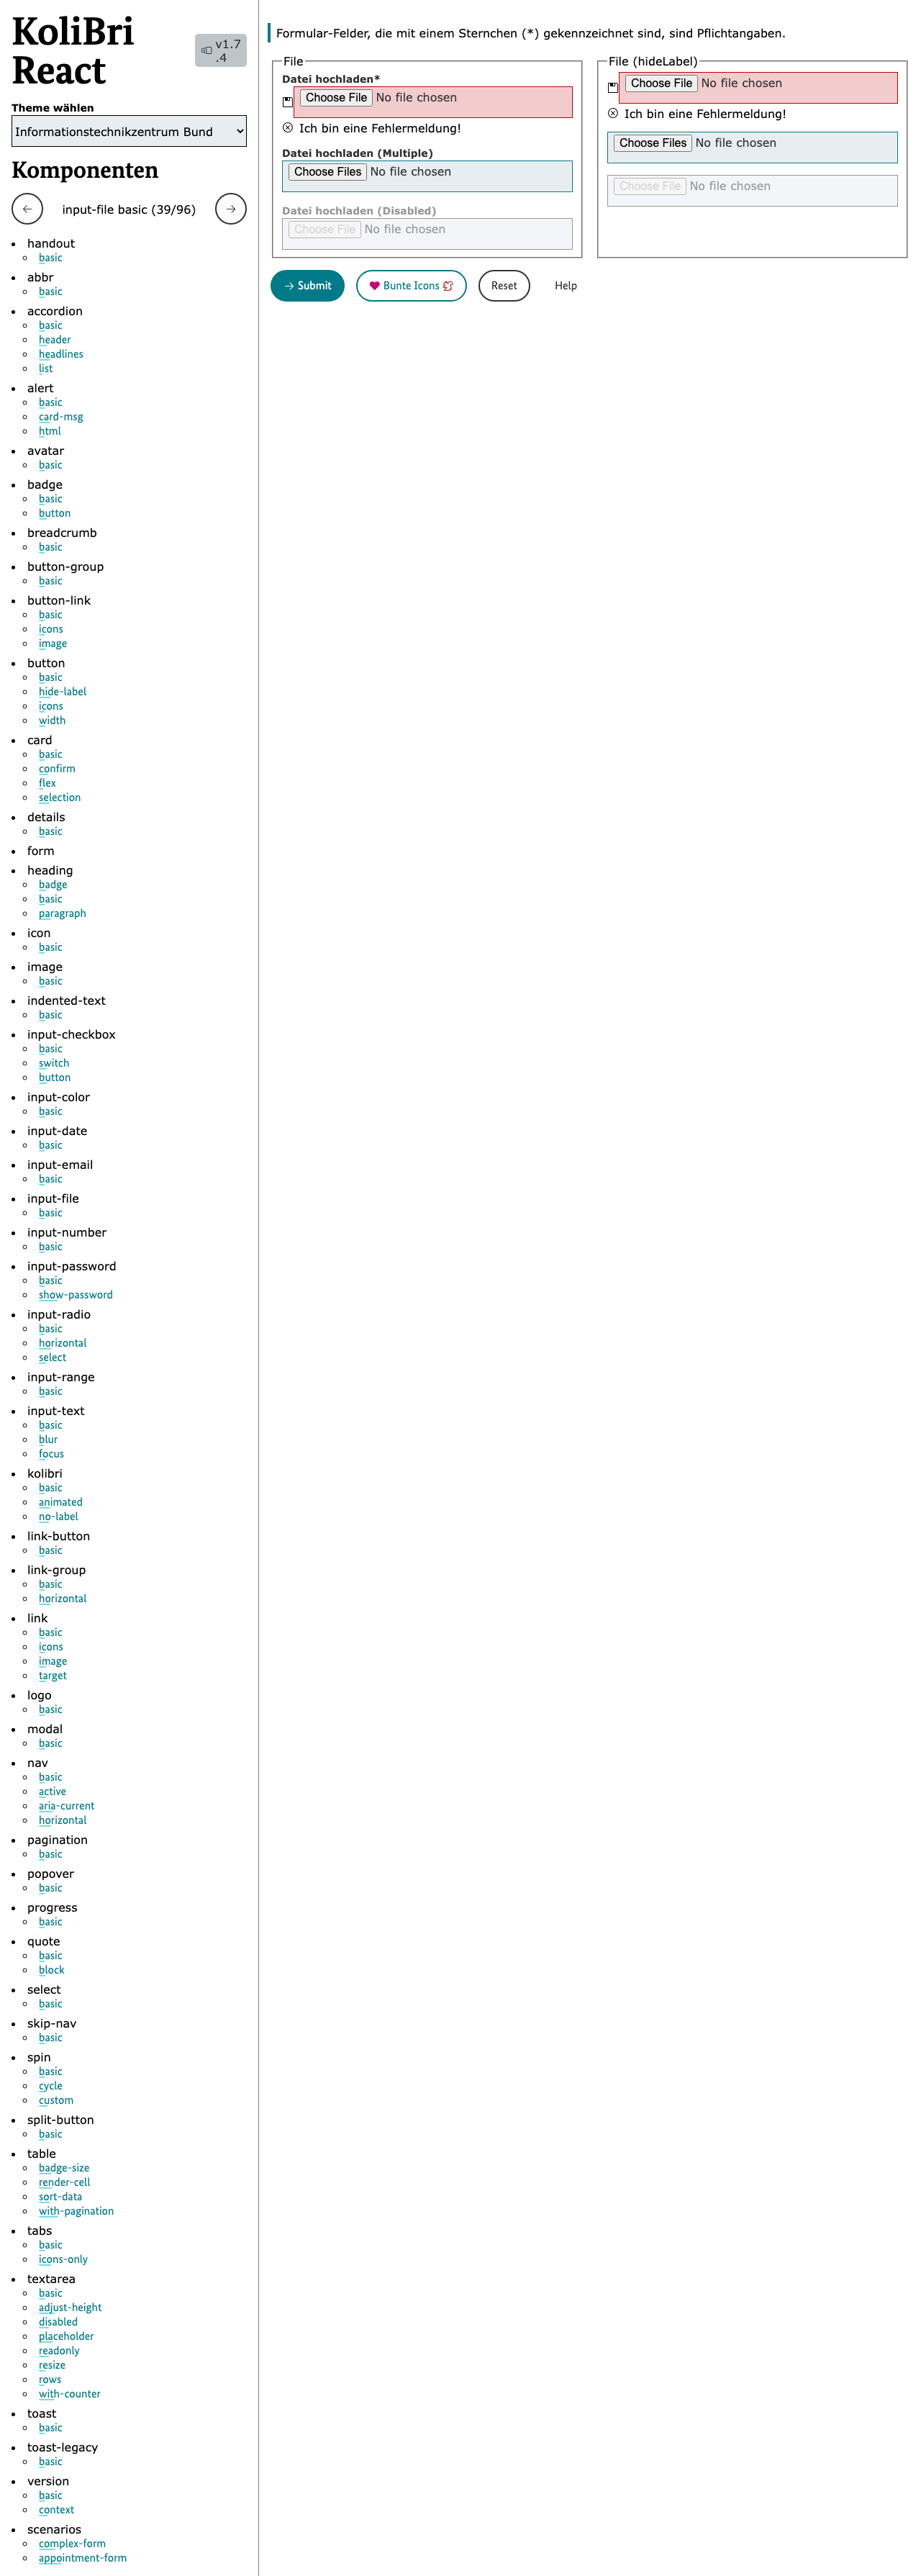 KoliBri
React
v1.7
.4
Theme wählen
Informationstechnikzentrum Bund
Komponenten
input-file basic (39/96)
handout
basic
abbr
basic
accordion
basic
header
headlines
list
alert
basic
card-msg
html
avatar
basic
badge
basic
button
breadcrumb
basic
button-group
basic
button-link
basic
icons
image
button
basic
hide-label
icons
width
card
basic
confirm
flex
selection
details
basic
form
heading
badge
basic
paragraph
icon
basic
image
basic
indented-text
basic
input-checkbox
basic
switch
button
input-color
basic
input-date
basic
input-email
basic
input-file
basic
input-number
basic
input-password
basic
show-password
input-radio
basic
horizontal
select
input-range
basic
input-text
basic
blur
focus
kolibri
basic
animated
no-label
link-button
basic
link-group
basic
horizontal
link
basic
icons
image
target
logo
basic
modal
basic
nav
basic
active
aria-current
horizontal
pagination
basic
popover
basic
progress
basic
quote
basic
block
select
basic
skip-nav
basic
spin
basic
cycle
custom
split-button
basic
table
badge-size
render-cell
sort-data
with-pagination
tabs
basic
icons-only
textarea
basic
adjust-height
disabled
placeholder
readonly
resize
rows
with-counter
toast
basic
toast-legacy
basic
version
basic
context
scenarios
complex-form
appointment-form
Formular-Felder, die mit einem Sternchen (*) gekennzeichnet sind, sind Pflichtangaben.
File
Datei hochladen*
Choose File No file chosen
Ich bin eine Fehlermeldung!
Datei hochladen (Multiple)
Choose Files No file chosen
Datei hochladen (Disabled)
Choose File No file chosen
File (hideLabel)
Choose File No file chosen
Ich bin eine Fehlermeldung!
Choose Files No file chosen
Choose File No file chosen
Submit
Bunte Icons
Reset
Help